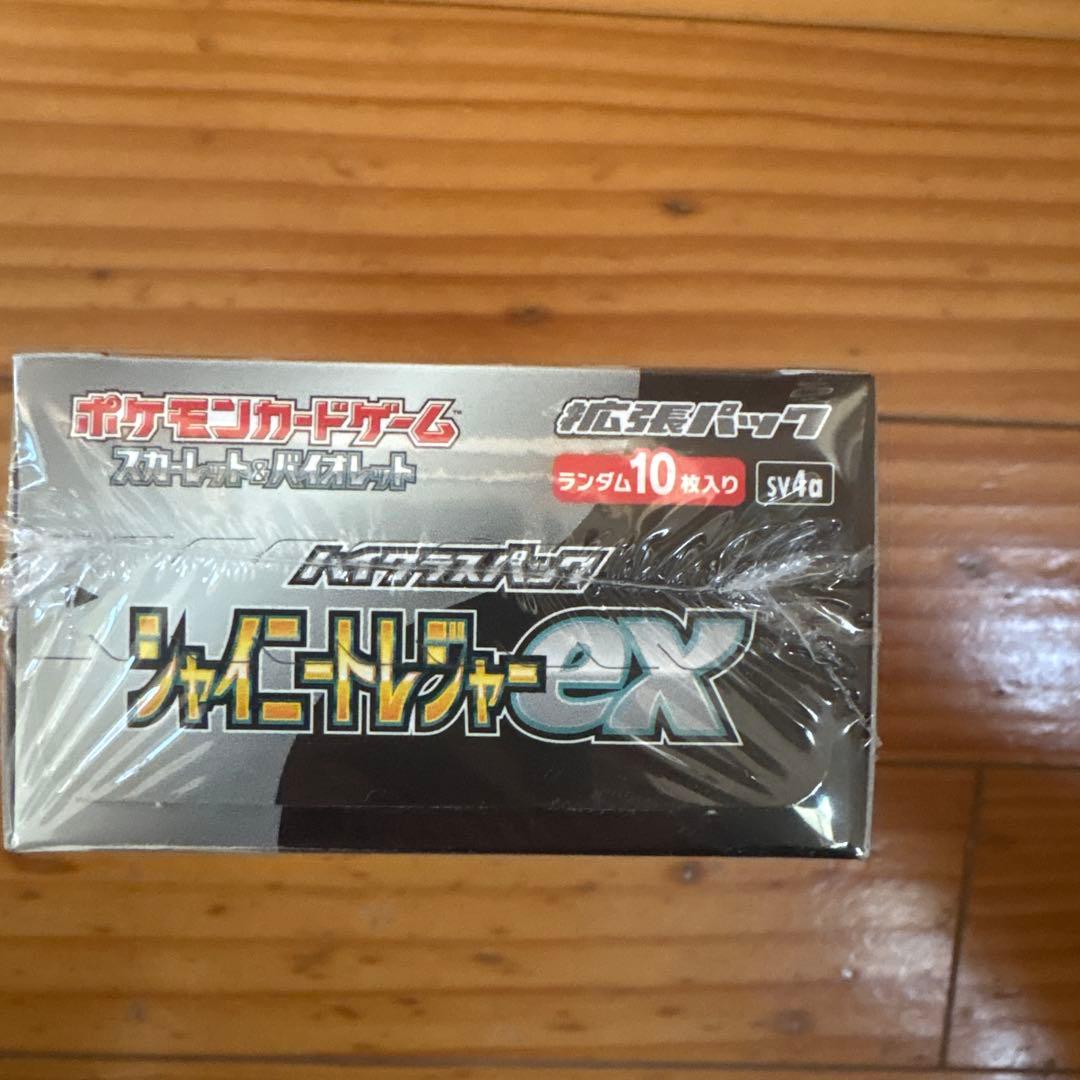 ポケモンカードゲーム™
スカーレット&バイオレット
拡張パック
ランダム10枚入り
sv4a
ハイクラスパック
シャイニートレジャーex